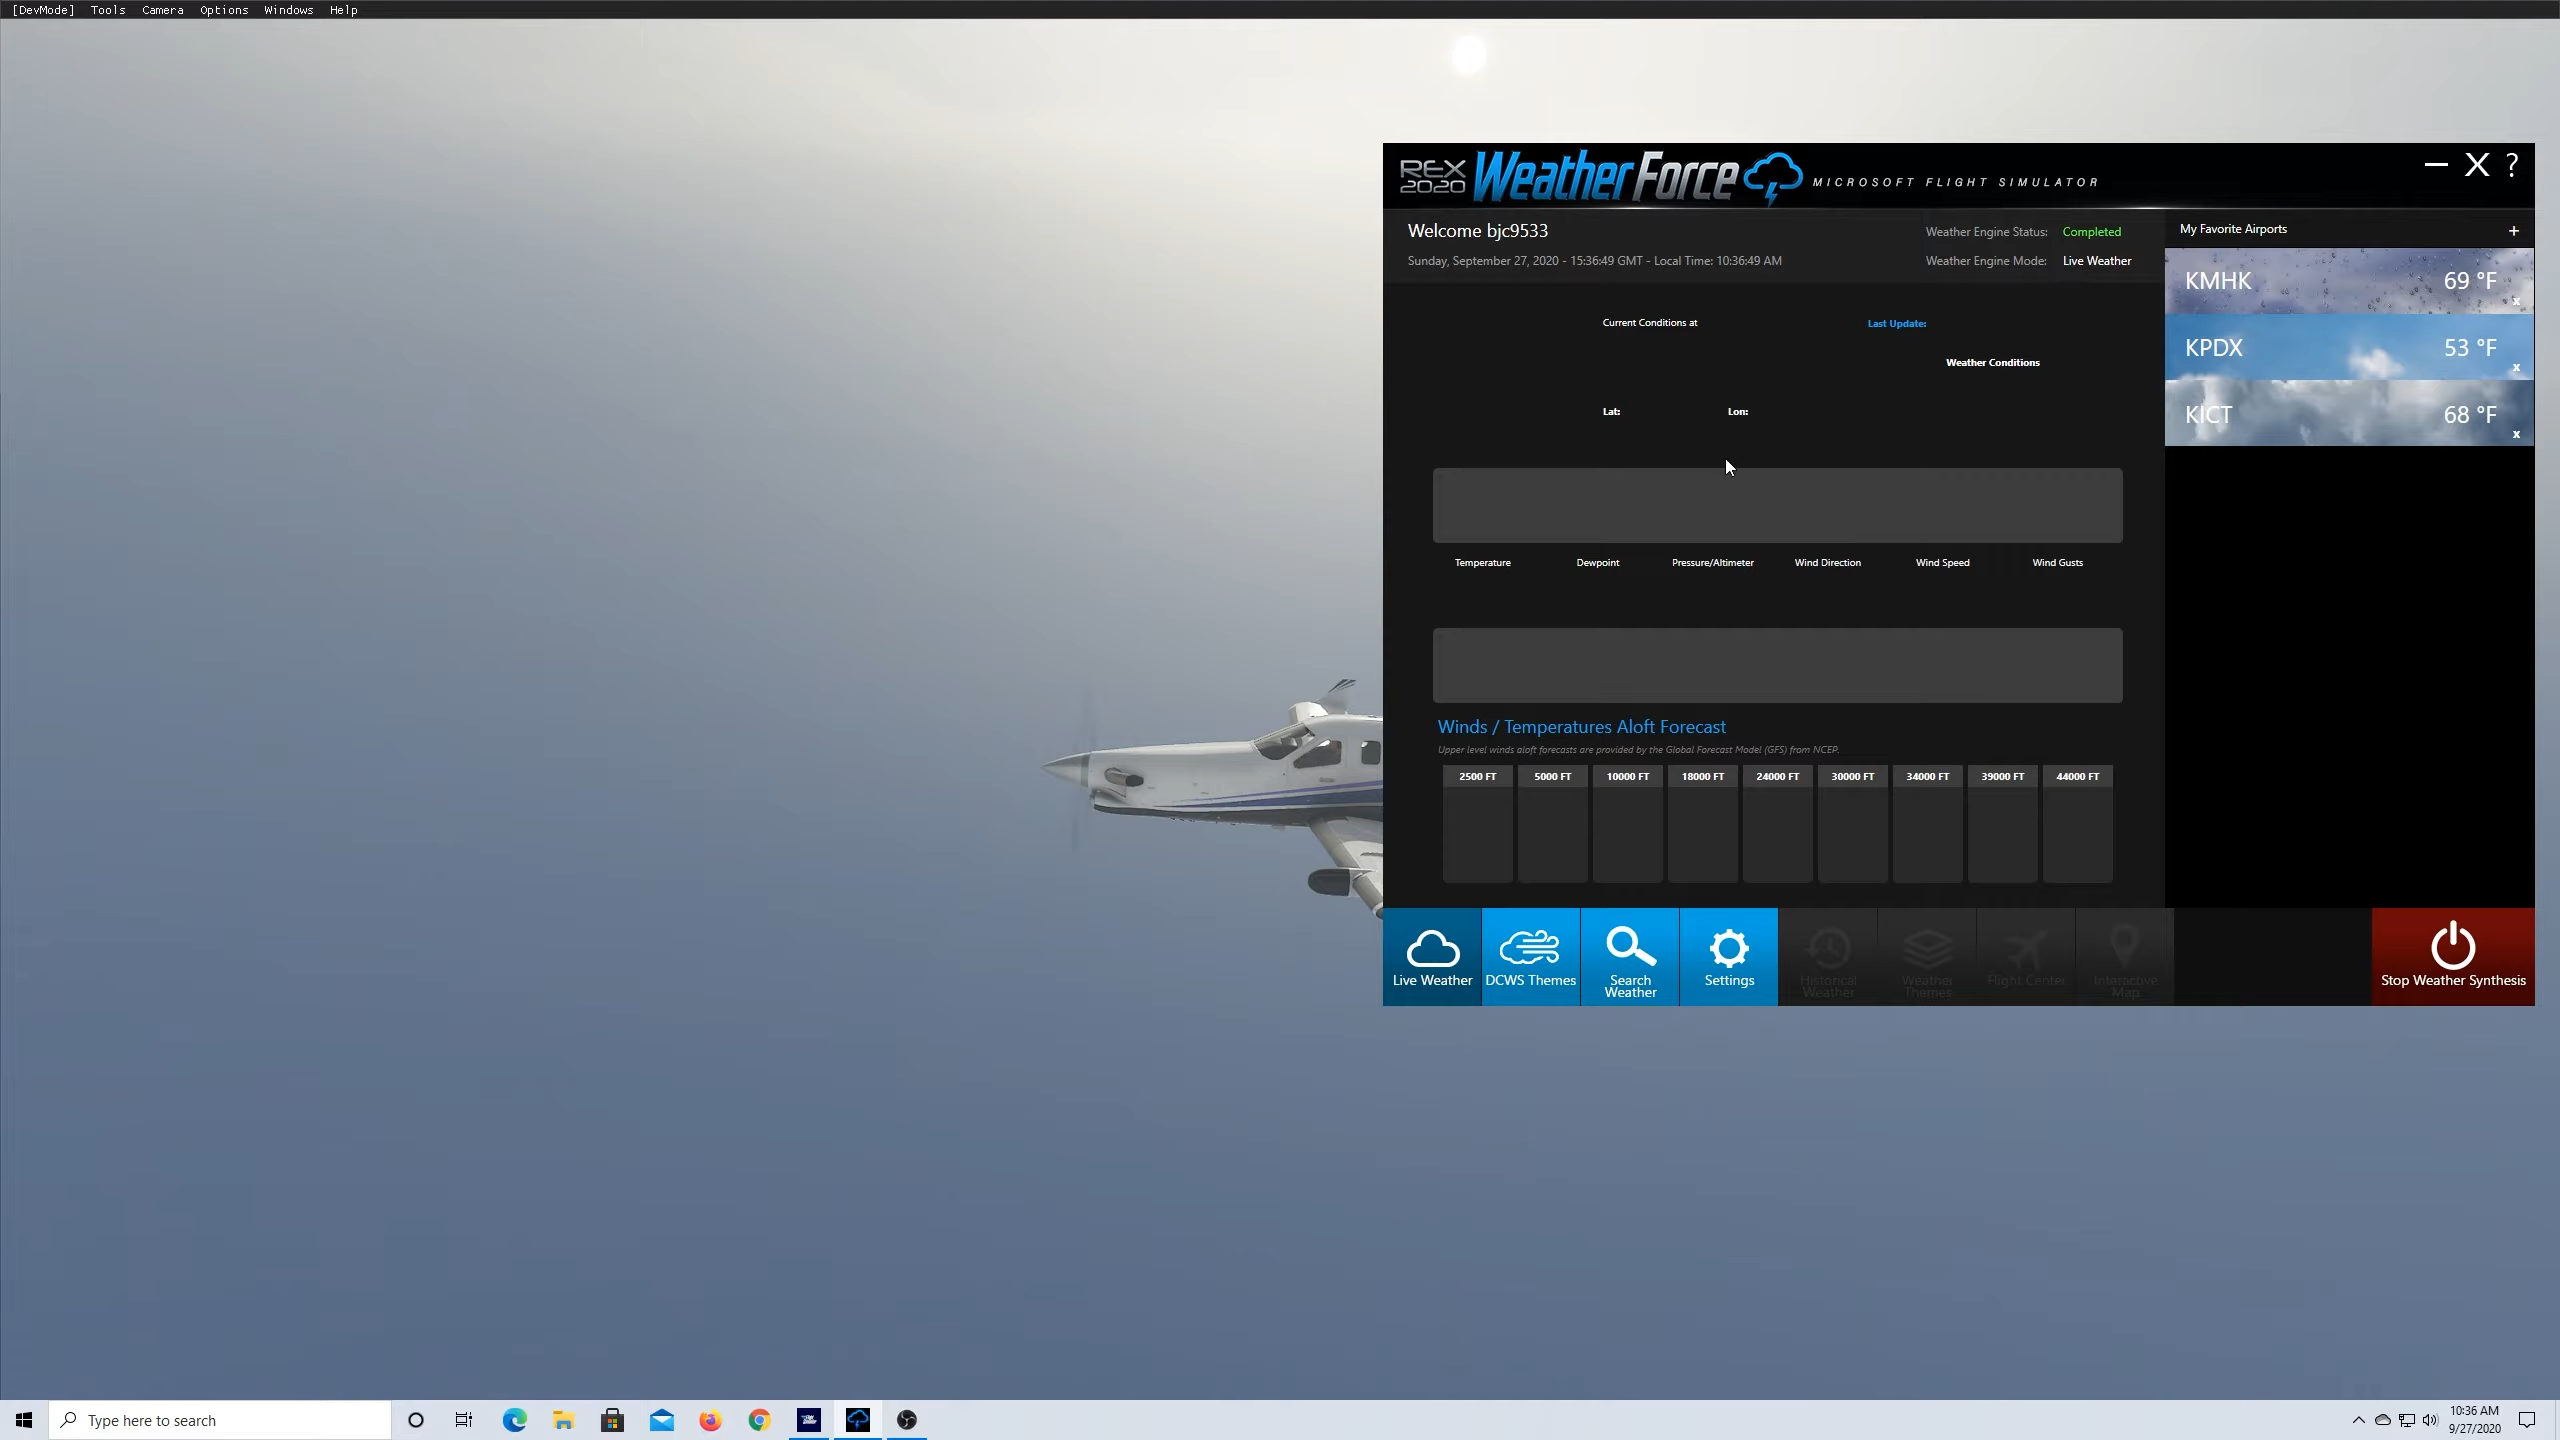 [DevMode] Tools Camera Options Windows Help
REX 2020 WeatherForce MICROSOFT FLIGHT SIMULATOR
— X ?
Welcome bjc9533
Weather Engine Status: Completed
Sunday, September 27, 2020 - 15:36:49 GMT - Local Time: 10:36:49 AM
Weather Engine Mode: Live Weather
My Favorite Airports +
KMHK 69 °F
x
KPDX 53 °F
x
KICT 68 °F
x
Current Conditions at
Last Update:
Weather Conditions
Lat: Lon:
Temperature Dewpoint Pressure/Altimeter Wind Direction Wind Speed Wind Gusts
Winds / Temperatures Aloft Forecast
Upper level winds aloft forecasts are provided by the Global Forecast Model (GFS) from NCEP.
2500 FT 5000 FT 10000 FT 18000 FT 24000 FT 30000 FT 34000 FT 39000 FT 44000 FT
Live Weather
DCWS Themes
Search
Weather
Settings
Historical
Weather
Weather
Themes
Flight Center
Interactive
Map
Stop Weather Synthesis
Type here to search
10:36 AM
9/27/2020